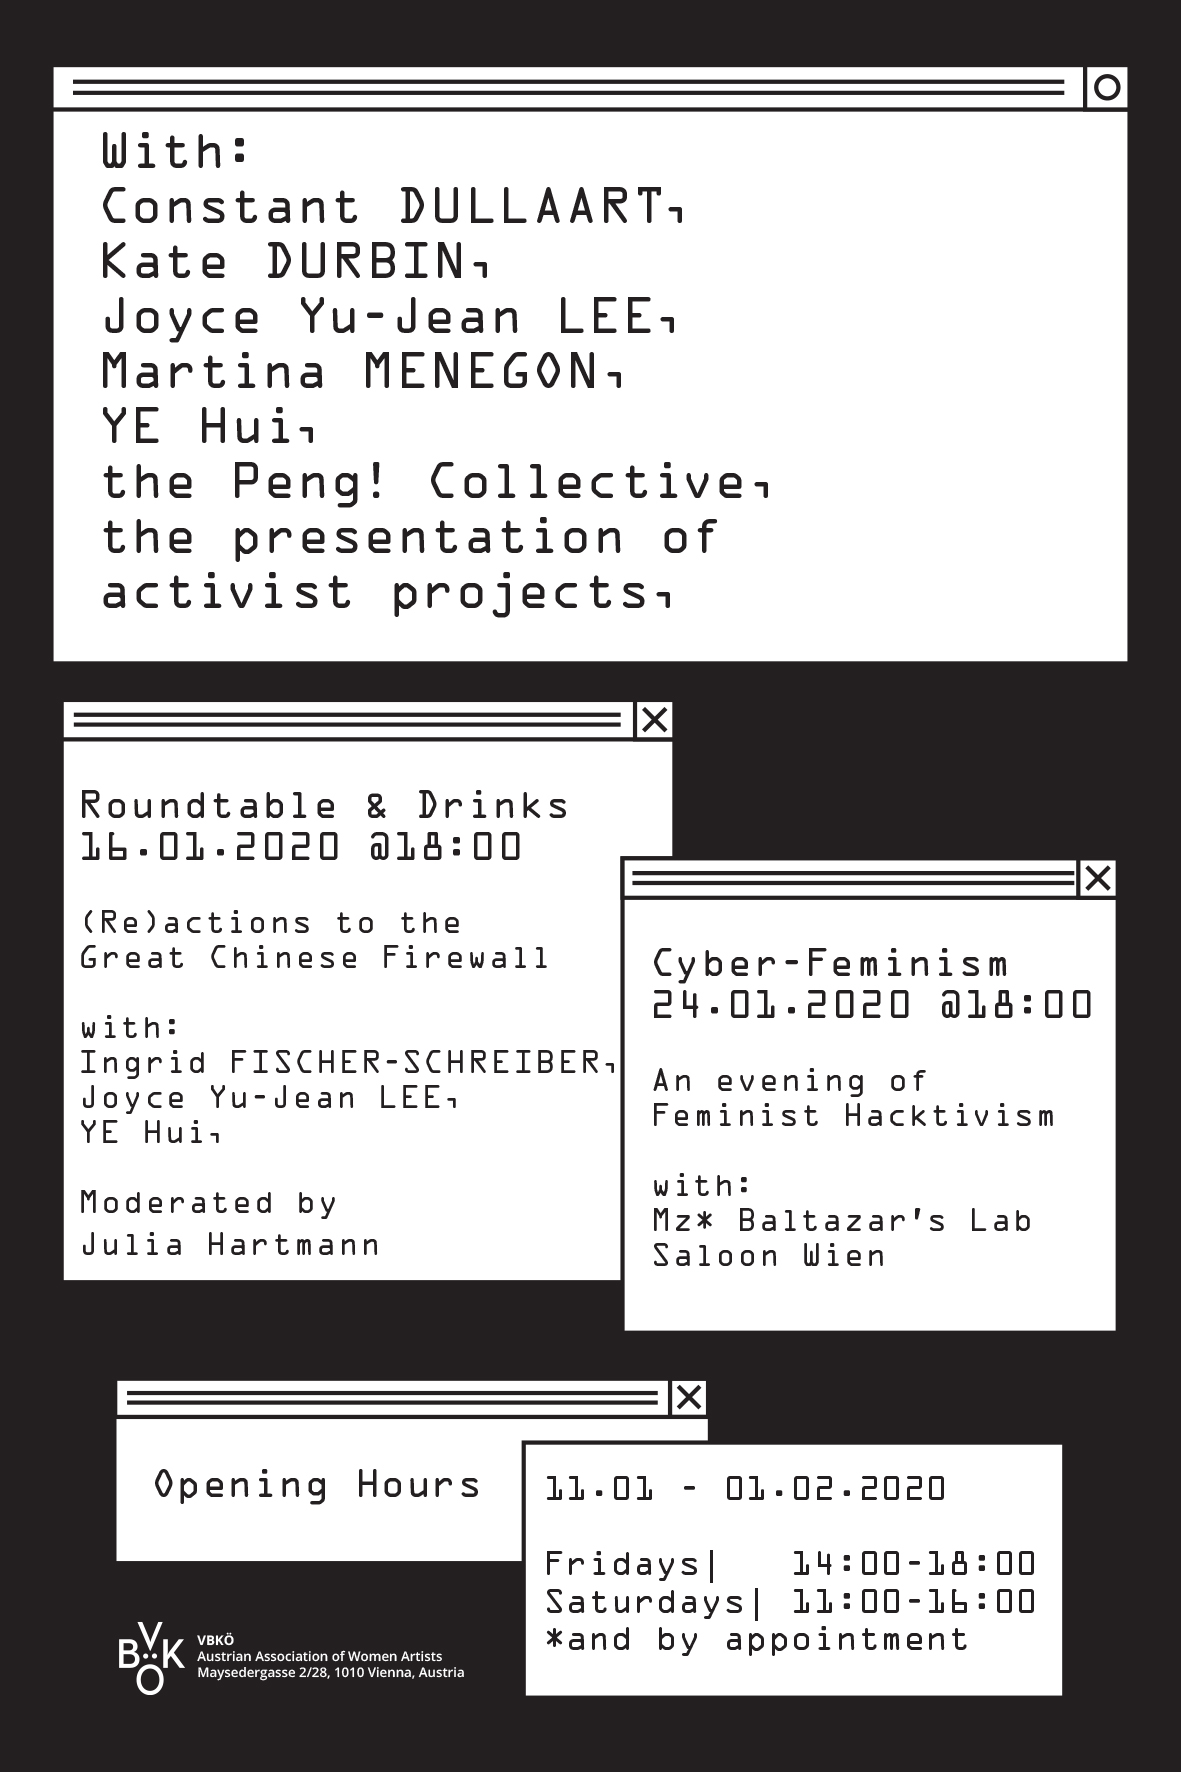 With:
Constant DULLAART,
Kate DURBIN,
Joyce Yu-Jean LEE,
Martina MENEGON,
YE Hui,
the Peng! Collective,
the presentation of
activist projects,
Roundtable & Drinks
16.01.2020 @18:00
(Re)actions to the
Great Chinese Firewall
with:
Ingrid FISCHER-SCHREIBER,
Joyce Yu-Jean LEE,
YE Hui,
Moderated by
Julia Hartmann
Cyber-Feminism
24.01.2020 @18:00
An evening of
Feminist Hacktivism
with:
Mz* Baltazar's Lab
Saloon Wien
Opening Hours
11.01 - 01.02.2020
Fridays| 14:00-18:00
Saturdays| 11:00-16:00
*and by appointment
VBKÖ
VBKÖ
Austrian Association of Women Artists
Maysedergasse 2/28, 1010 Vienna, Austria